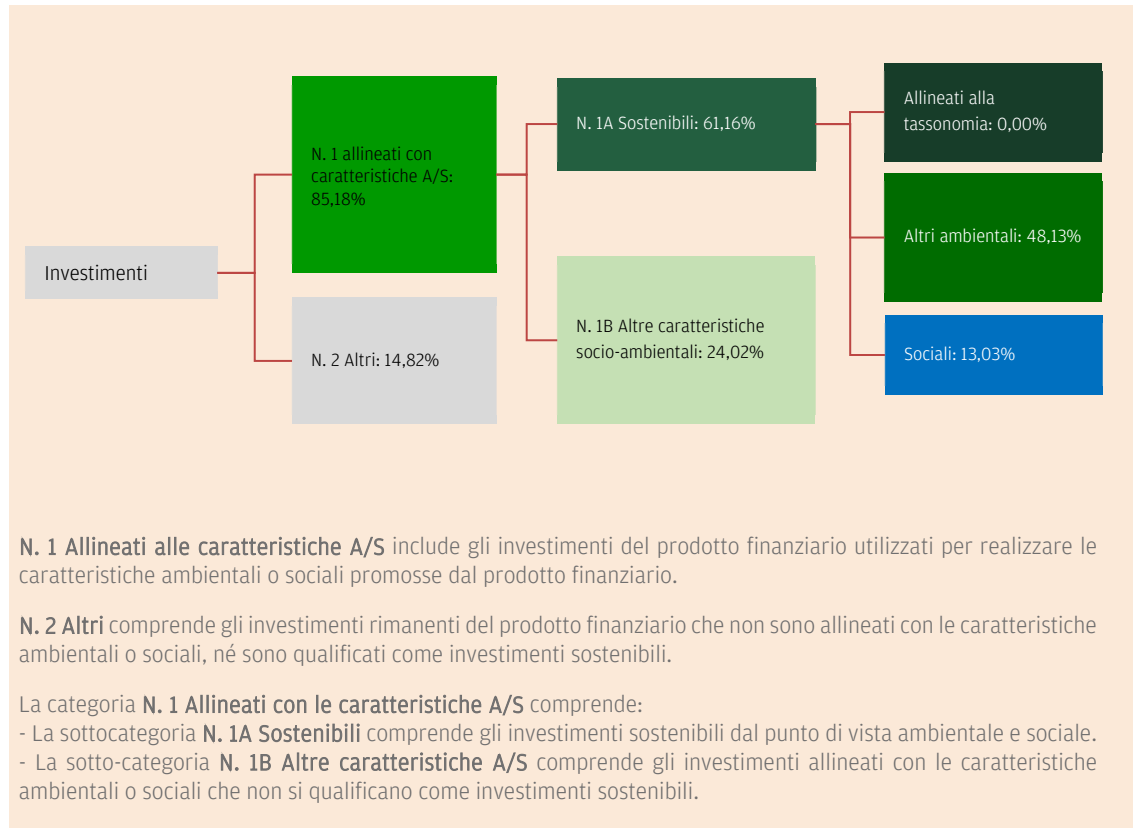 Investimenti
N. 1 allineati con
caratteristiche A/S:
85,18%
N. 2 Altri: 14,82%
N. 1A Sostenibili: 61,16%
N. 1B Altre caratteristiche
socio-ambientali: 24,02%
Allineati alla
tassonomia: 0,00%
Altri ambientali: 48,13%
Sociali: 13,03%
N. 1 Allineati alle caratteristiche A/S include gli investimenti del prodotto finanziario utilizzati per realizzare le
caratteristiche ambientali o sociali promosse dal prodotto finanziario.
N. 2 Altri comprende gli investimenti rimanenti del prodotto finanziario che non sono allineati con le caratteristiche
ambientali o sociali, né sono qualificati come investimenti sostenibili.
La categoria N. 1 Allineati con le caratteristiche A/S comprende:
- La sottocategoria N. 1A Sostenibili comprende gli investimenti sostenibili dal punto di vista ambientale e sociale.
- La sotto-categoria N. 1B Altre caratteristiche A/S comprende gli investimenti allineati con le caratteristiche
ambientali o sociali che non si qualificano come investimenti sostenibili.